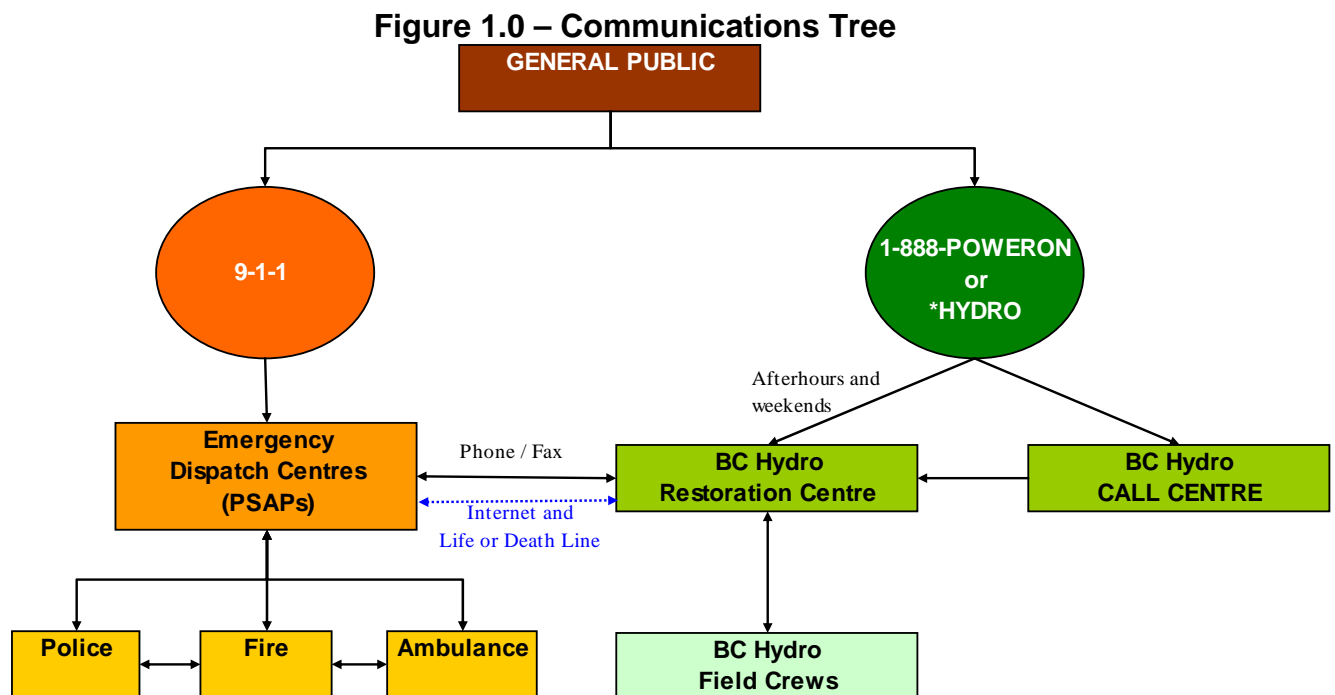 Figure 1.0 – Communications Tree
GENERAL PUBLIC
9-1-1
1-888-POWERON
or
*HYDRO
Afterhours and
weekends
Emergency
Dispatch Centres
(PSAPs)
Phone / Fax
Internet and
Life or Death Line
BC Hydro
Restoration Centre
BC Hydro
CALL CENTRE
Police
Fire
Ambulance
BC Hydro
Field Crews